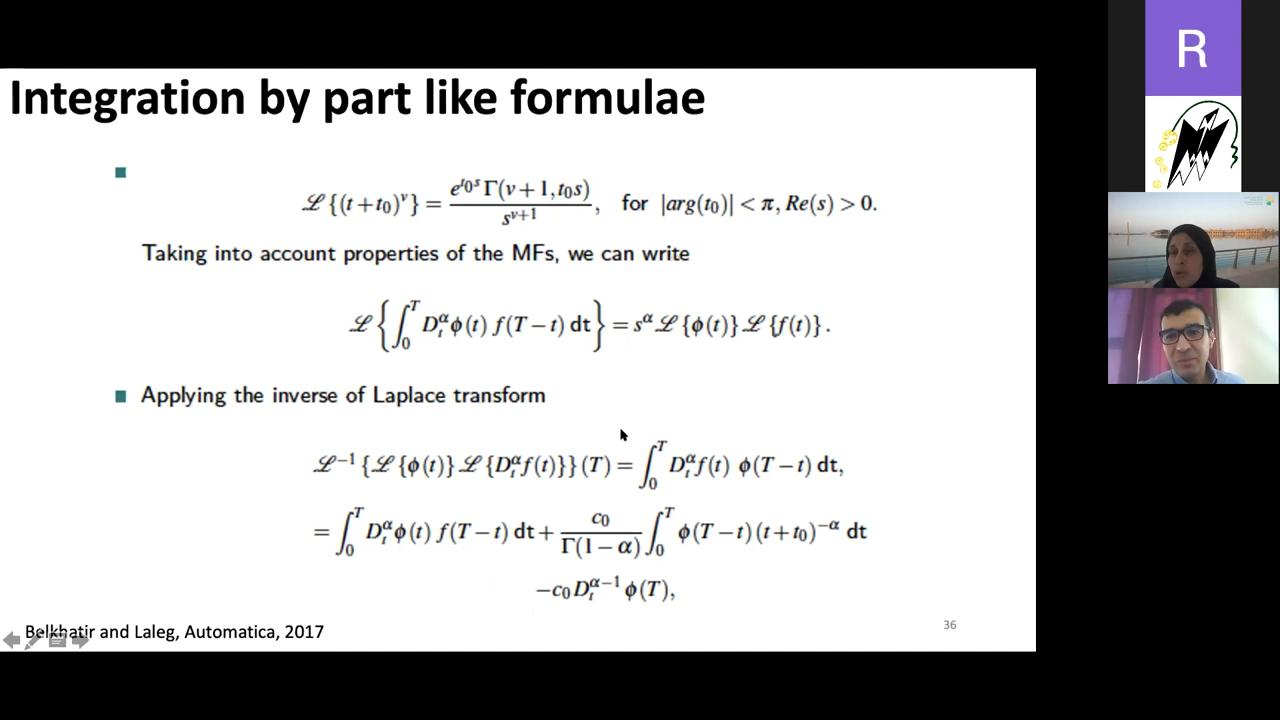 Integration by part like formulae
ℒ{(t+t₀)^ν} = e^{t₀s} Γ(ν+1, t₀s) / s^{ν+1}, for |arg(t₀)| < π, Re(s) > 0.
Taking into account properties of the MFs, we can write
ℒ{∫₀^T D_t^α ϕ(t) f(T−t) dt} = s^α ℒ{ϕ(t)} ℒ{f(t)}.
Applying the inverse of Laplace transform
ℒ^{−1}{ℒ{ϕ(t)} ℒ{D_t^α f(t)}}(T) = ∫₀^T D_t^α f(t) ϕ(T−t) dt,
= ∫₀^T D_t^α ϕ(t) f(T−t) dt + c₀/Γ(1−α) ∫₀^T ϕ(T−t)(t+t₀)^{−α} dt
−c₀ D_t^{α−1} ϕ(T),
Belkhatir and Laleg, Automatica, 2017
36
R